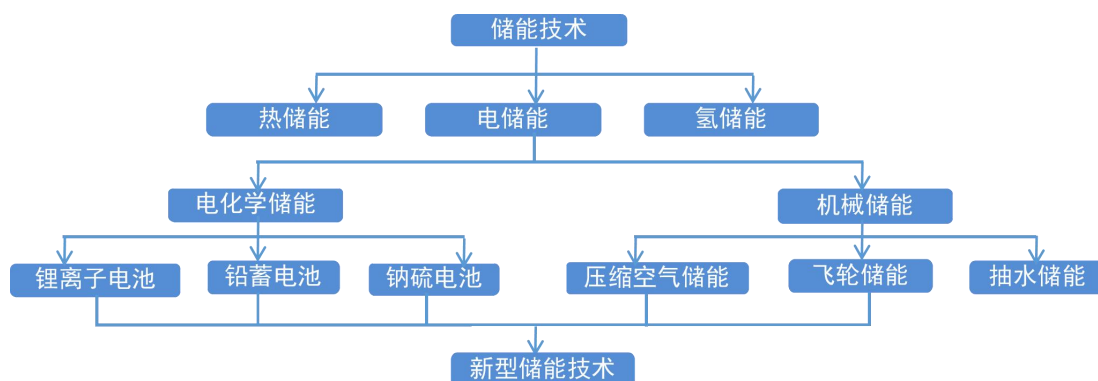 储能技术
热储能
电储能
氢储能
电化学储能
机械储能
锂离子电池
铅蓄电池
钠硫电池
压缩空气储能
飞轮储能
抽水储能
新型储能技术